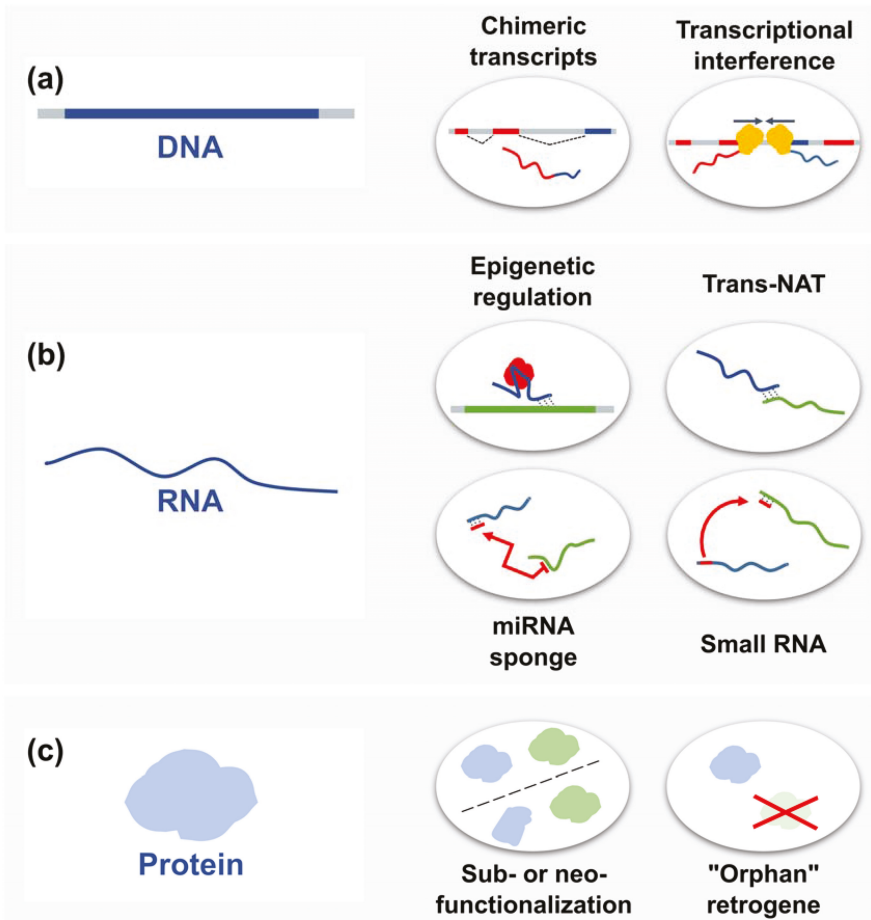 (a)
DNA
Chimeric
transcripts
Transcriptional
interference
(b)
RNA
Epigenetic
regulation
Trans-NAT
miRNA
sponge
Small RNA
(c)
Protein
Sub- or neo-
functionalization
"Orphan"
retrogene